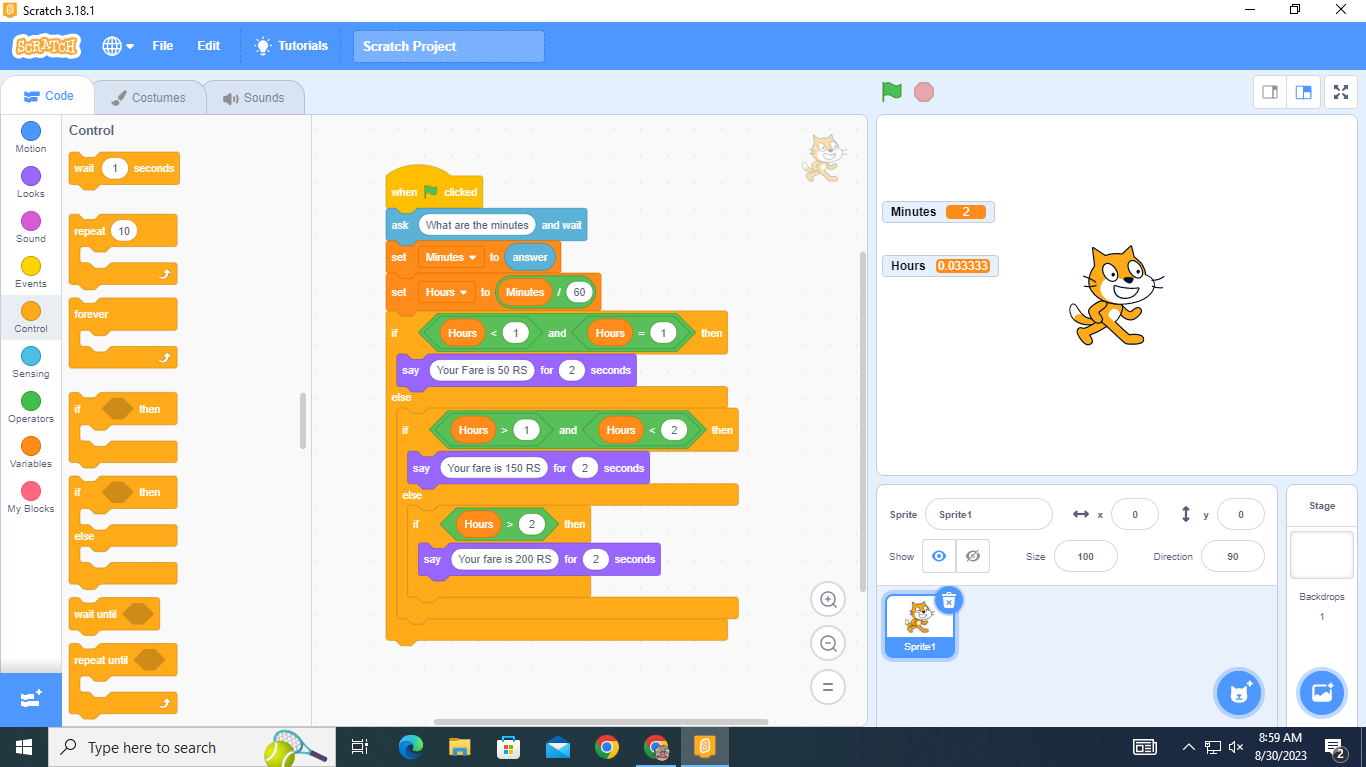 Scratch 3.18.1
SCRATCH
File Edit Tutorials Scratch Project
Code Costumes Sounds
Motion
Looks
Sound
Events
Control
Sensing
Operators
Variables
My Blocks
Control
wait 1 seconds
repeat 10
forever
if then
if then
else
wait until
repeat until
when clicked
ask What are the minutes and wait
set Minutes to answer
set Hours to Minutes / 60
if Hours < 1 and Hours = 1 then
say Your Fare is 50 RS for 2 seconds
else
if Hours > 1 and Hours < 2 then
say Your fare is 150 RS for 2 seconds
else
if Hours > 2 then
say Your fare is 200 RS for 2 seconds
Minutes 2
Hours 0.033333
Sprite Sprite1 x 0 y 0
Show Size 100 Direction 90
Sprite1
Stage
Backdrops
1
Type here to search
8:59 AM
8/30/2023
2